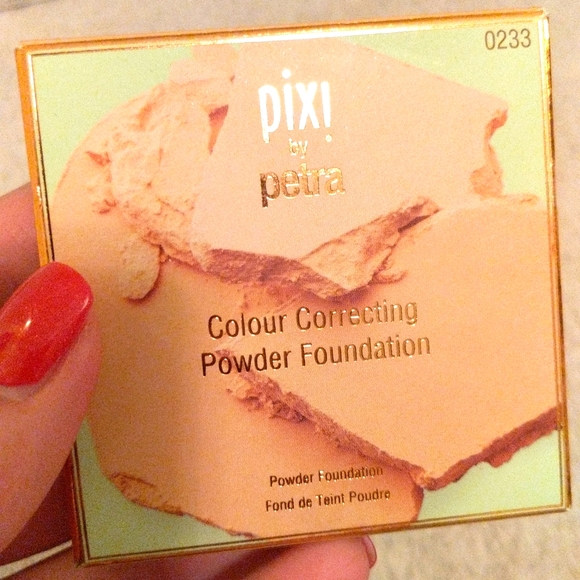 0233
pixi
by
petra
Colour Correcting
Powder Foundation
Powder Foundation
Fond de Teint Poudre